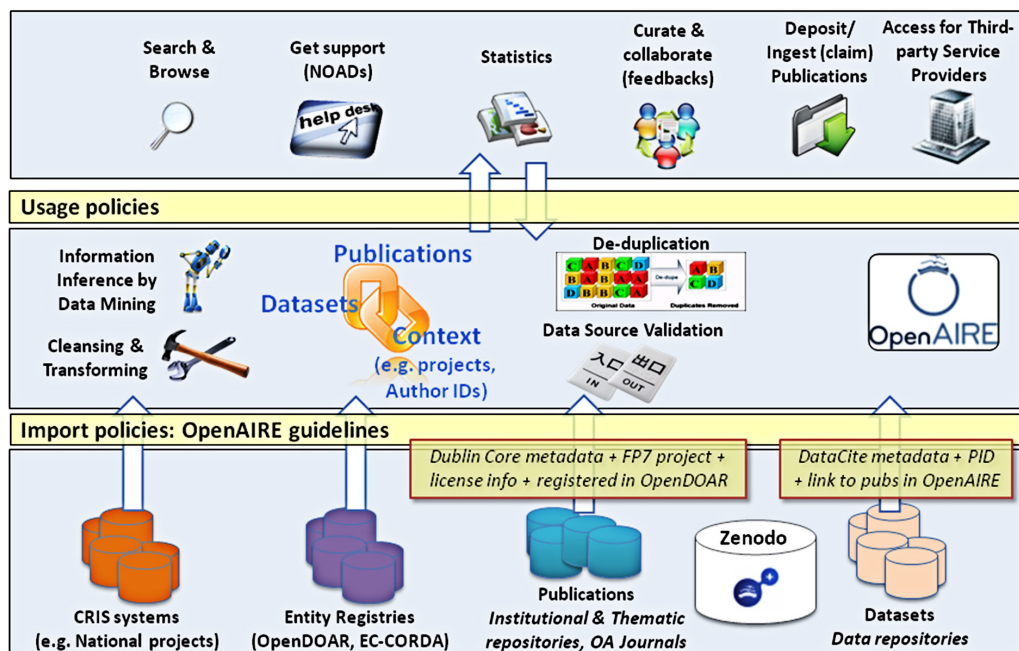 Search &
Browse
Get support
(NOADs)
Statistics
Curate &
collaborate
(feedbacks)
Deposit/
Ingest (claim)
Publications
Access for Third-
party Service
Providers
help desk
Usage policies
Information
Inference by
Data Mining
Cleansing &
Transforming
Publications
Datasets
Context
(e.g. projects,
Author IDs)
De-duplication
C A B C D
B A A B A
D B B C A
De-dupe
A B
C D
Original Data
Duplicates Removed
Data Source Validation
入口
IN
出口
OUT
OpenAIRE
Import policies: OpenAIRE guidelines
Dublin Core metadata + FP7 project +
license info + registered in OpenDOAR
DataCite metadata + PID
+ link to pubs in OpenAIRE
CRIS systems
(e.g. National projects)
Entity Registries
(OpenDOAR, EC-CORDA)
Publications
Institutional & Thematic
repositories, OA Journals
Zenodo
Datasets
Data repositories